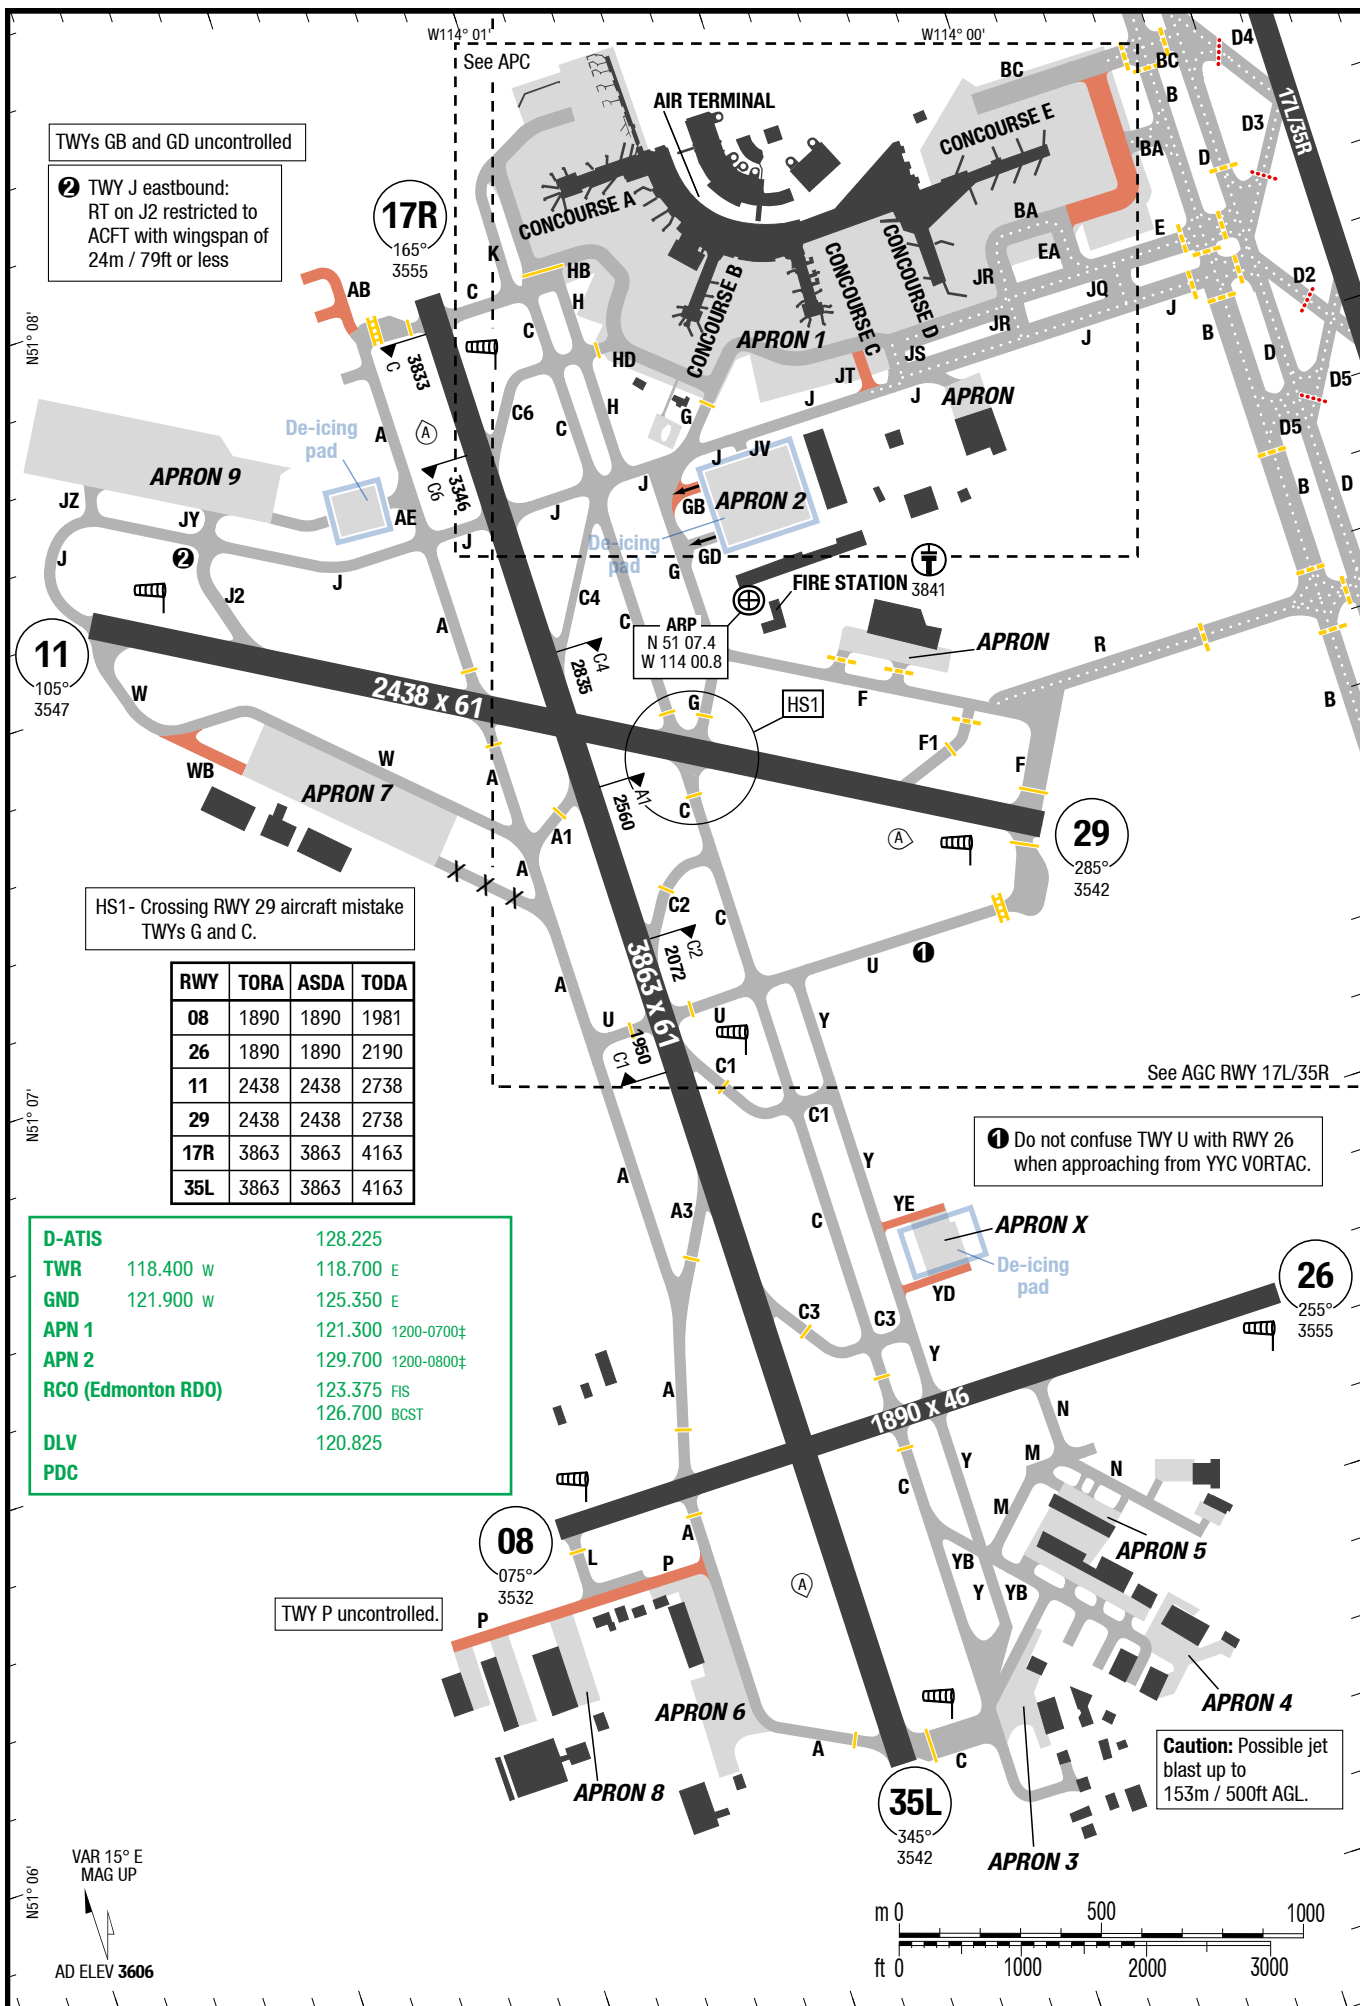 W114° 01'
W114° 00'
See APC
D4
BC
BC
AIR TERMINAL
17L/35R
B
CONCOURSE E
TWYs GB and GD uncontrolled
D3
BA
D
❷ TWY J eastbound:
RT on J2 restricted to
ACFT with wingspan of
24m / 79ft or less
17R
165°
3555
CONCOURSE A
BA
E
K
HB
CONCOURSE B
CONCOURSE C
CONCOURSE D
EA
JR
D2
AB
C
H
JQ
J
N51° 08'
C
3833
C
HD
APRON 1
JR
J
B
JS
D
JT
D5
A
C6
H
G
J
J
APRON
De-icing
pad
A
C
D5
J
JV
APRON 9
C6
3346
J
APRON 2
B
D
JZ
JY
AE
GB
J
J
De-icing
pad
GD
❷
J
J
G
FIRE STATION
3841
J2
C4
A
C
ARP
N 51 07.4
W 114 00.8
APRON
R
11
105°
3547
C4
2835
W
2438 x 61
G
HS1
F
B
F1
W
F
WB
A
APRON 7
A1
2560
C
A1
A
A
29
285°
3542
HS1- Crossing RWY 29 aircraft mistake
TWYs G and C.
C2
C
C2
2072
3863 x 61
U
❶
A
RWY TORA ASDA TODA
08 1890 1890 1981
26 1890 1890 2190
11 2438 2438 2738
29 2438 2438 2738
17R 3863 3863 4163
35L 3863 3863 4163
U
U
Y
1950
C1
C1
See AGC RWY 17L/35R
N51° 07'
C1
❶ Do not confuse TWY U with RWY 26
when approaching from YYC VORTAC.
Y
A
A3
C
YE
APRON X
D-ATIS 128.225
TWR 118.400 W 118.700 E
GND 121.900 W 125.350 E
APN 1 121.300 1200-0700‡
APN 2 129.700 1200-0800‡
RCO (Edmonton RDO) 123.375 FIS
126.700 BCST
DLV 120.825
PDC
De-icing
pad
26
255°
3555
YD
C3
C3
Y
A
1890 x 46
N
M
Y
N
C
M
A
08
075°
3532
L
P
APRON 5
YB
A
Y
YB
TWY P uncontrolled.
P
APRON 6
APRON 4
A
C
Caution: Possible jet
blast up to
153m / 500ft AGL.
APRON 8
35L
345°
3542
APRON 3
VAR 15° E
MAG UP
N51° 06'
m 0 500 1000
ft 0 1000 2000 3000
AD ELEV 3606